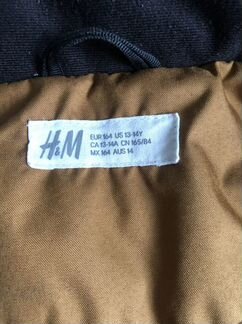 H&M
EUR 164 US 13-14Y
CA 13-14A CN 165/84
MX 164 AUS 14